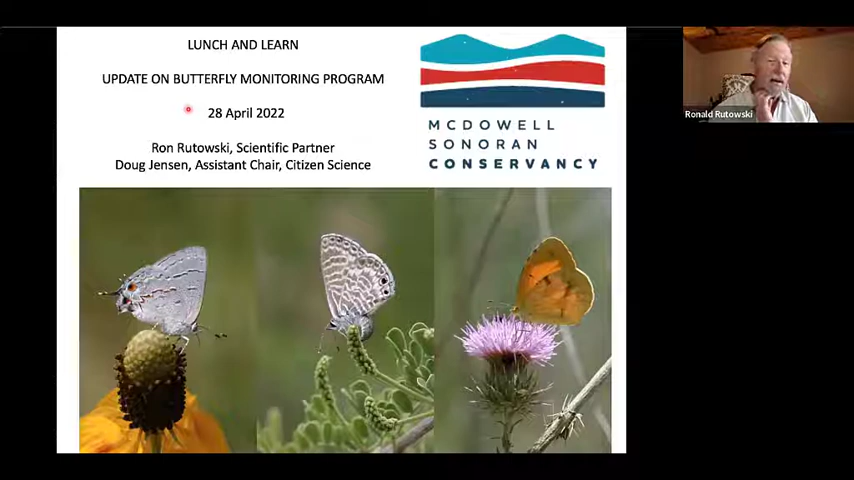 LUNCH AND LEARN
UPDATE ON BUTTERFLY MONITORING PROGRAM
28 April 2022
Ron Rutowski, Scientific Partner
Doug Jensen, Assistant Chair, Citizen Science
MCDOWELL
SONORAN
CONSERVANCY
Ronald Rutowski